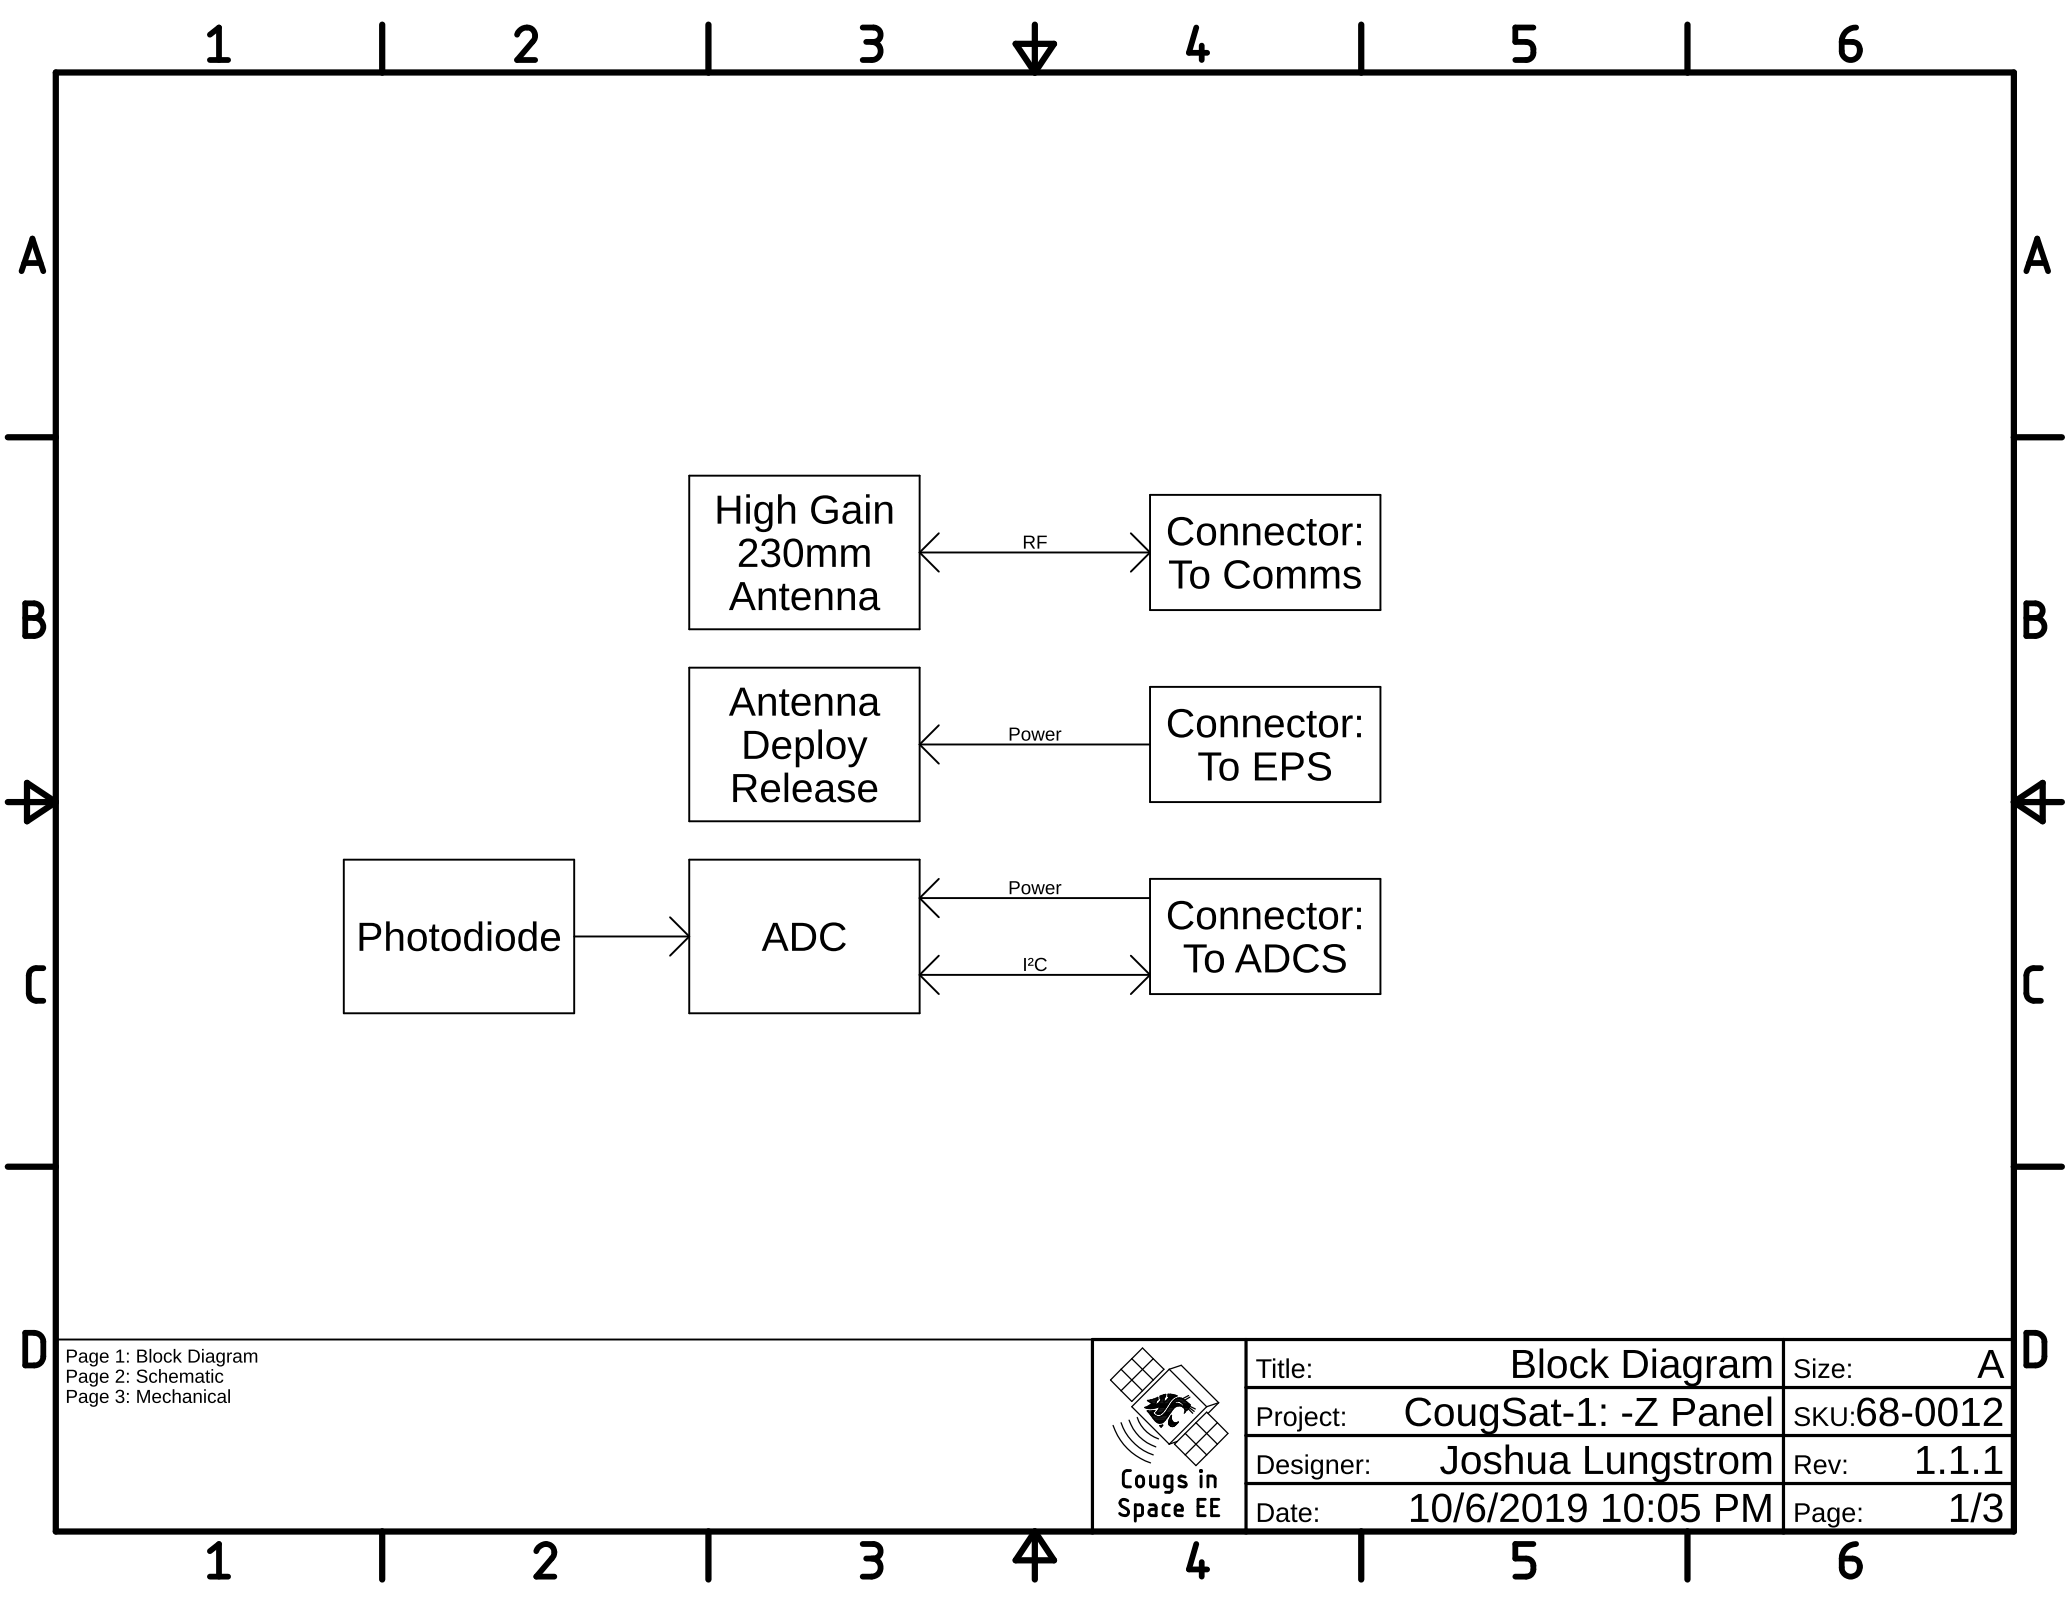 1 2 3 4 5 6
A A
High Gain
230mm
Antenna
RF
Connector:
To Comms
B B
Antenna
Deploy
Release
Power
Connector:
To EPS
Photodiode
ADC
Power
I²C
Connector:
To ADCS
C C
D D
Page 1: Block Diagram
Page 2: Schematic
Page 3: Mechanical
Cougs in
Space EE
Title: Block Diagram Size: A
Project: CougSat-1: -Z Panel SKU:68-0012
Designer: Joshua Lungstrom Rev: 1.1.1
Date: 10/6/2019 10:05 PM Page: 1/3
1 2 3 4 5 6